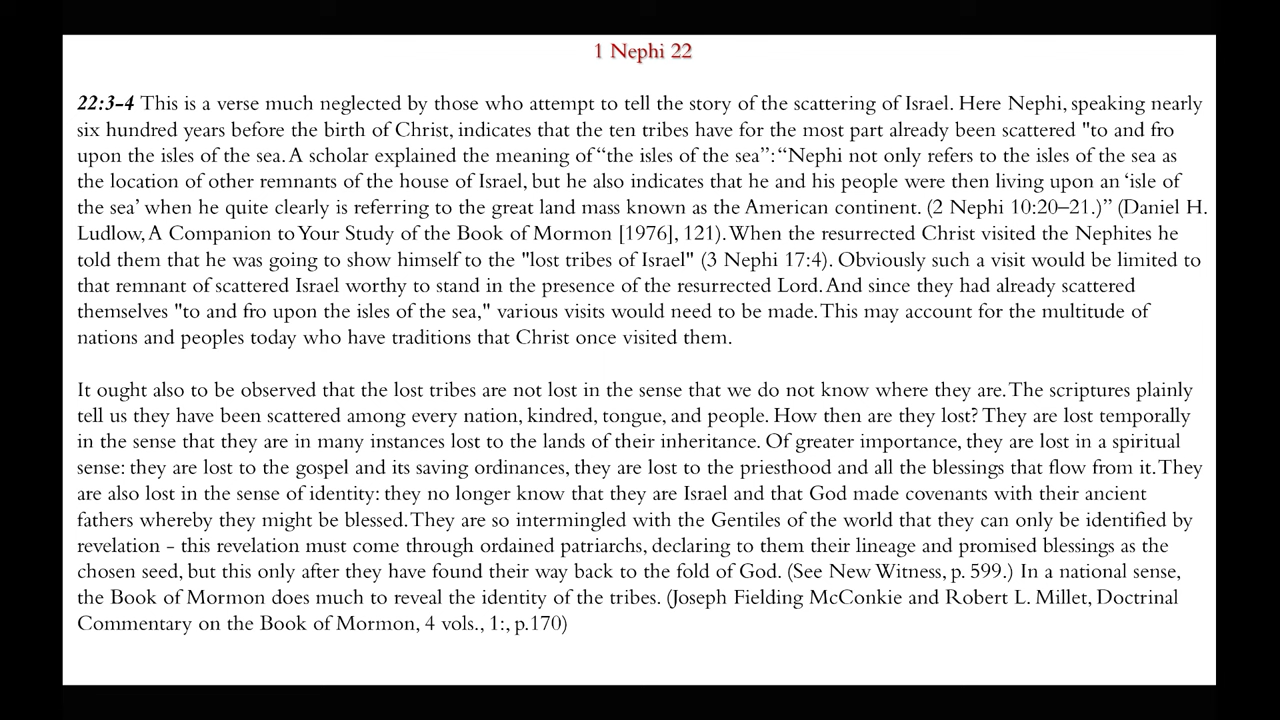 1 Nephi 22
22:3-4 This is a verse much neglected by those who attempt to tell the story of the scattering of Israel. Here Nephi, speaking nearly
six hundred years before the birth of Christ, indicates that the ten tribes have for the most part already been scattered "to and fro
upon the isles of the sea. A scholar explained the meaning of “the isles of the sea”: “Nephi not only refers to the isles of the sea as
the location of other remnants of the house of Israel, but he also indicates that he and his people were then living upon an ‘isle of
the sea’ when he quite clearly is referring to the great land mass known as the American continent. (2 Nephi 10:20–21.)” (Daniel H.
Ludlow, A Companion to Your Study of the Book of Mormon [1976], 121). When the resurrected Christ visited the Nephites he
told them that he was going to show himself to the "lost tribes of Israel" (3 Nephi 17:4). Obviously such a visit would be limited to
that remnant of scattered Israel worthy to stand in the presence of the resurrected Lord. And since they had already scattered
themselves "to and fro upon the isles of the sea," various visits would need to be made. This may account for the multitude of
nations and peoples today who have traditions that Christ once visited them.
It ought also to be observed that the lost tribes are not lost in the sense that we do not know where they are. The scriptures plainly
tell us they have been scattered among every nation, kindred, tongue, and people. How then are they lost? They are lost temporally
in the sense that they are in many instances lost to the lands of their inheritance. Of greater importance, they are lost in a spiritual
sense: they are lost to the gospel and its saving ordinances, they are lost to the priesthood and all the blessings that flow from it. They
are also lost in the sense of identity: they no longer know that they are Israel and that God made covenants with their ancient
fathers whereby they might be blessed. They are so intermingled with the Gentiles of the world that they can only be identified by
revelation - this revelation must come through ordained patriarchs, declaring to them their lineage and promised blessings as the
chosen seed, but this only after they have found their way back to the fold of God. (See New Witness, p. 599.) In a national sense,
the Book of Mormon does much to reveal the identity of the tribes. (Joseph Fielding McConkie and Robert L. Millet, Doctrinal
Commentary on the Book of Mormon, 4 vols., 1:, p.170)